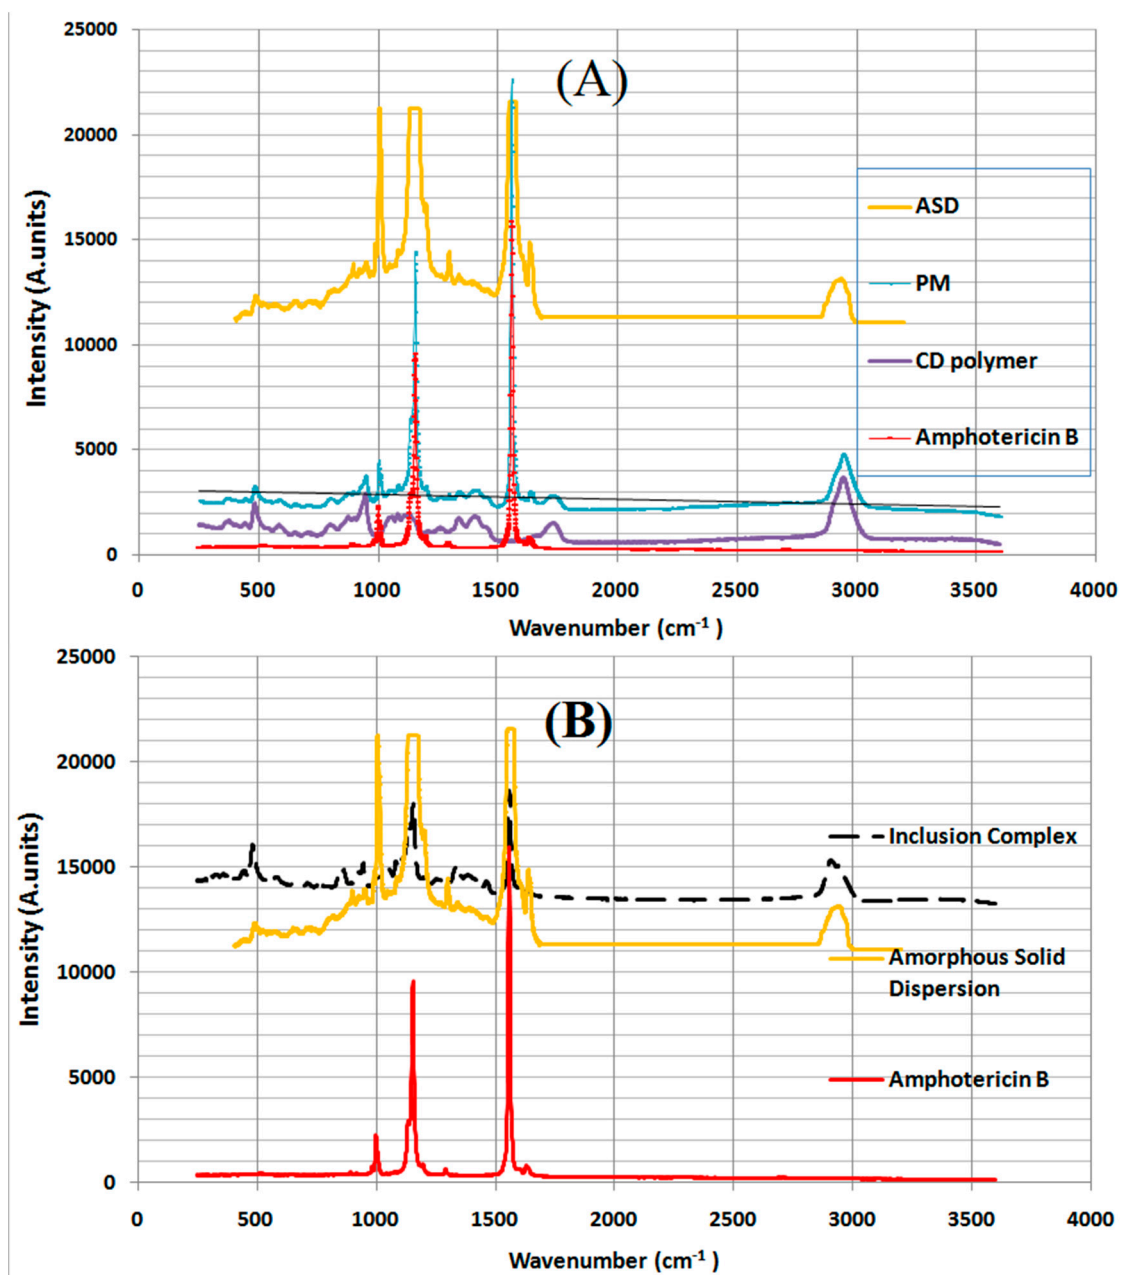 (A)
25000
20000
15000
10000
5000
0
Intensity (A.units)
ASD
PM
CD polymer
Amphotericin B
0 500 1000 1500 2000 2500 3000 3500 4000
Wavenumber (cm⁻¹ )
(B)
25000
20000
15000
10000
5000
0
Intensity (A.units)
Inclusion Complex
Amorphous Solid
Dispersion
Amphotericin B
0 500 1000 1500 2000 2500 3000 3500 4000
Wavenumber (cm⁻¹ )